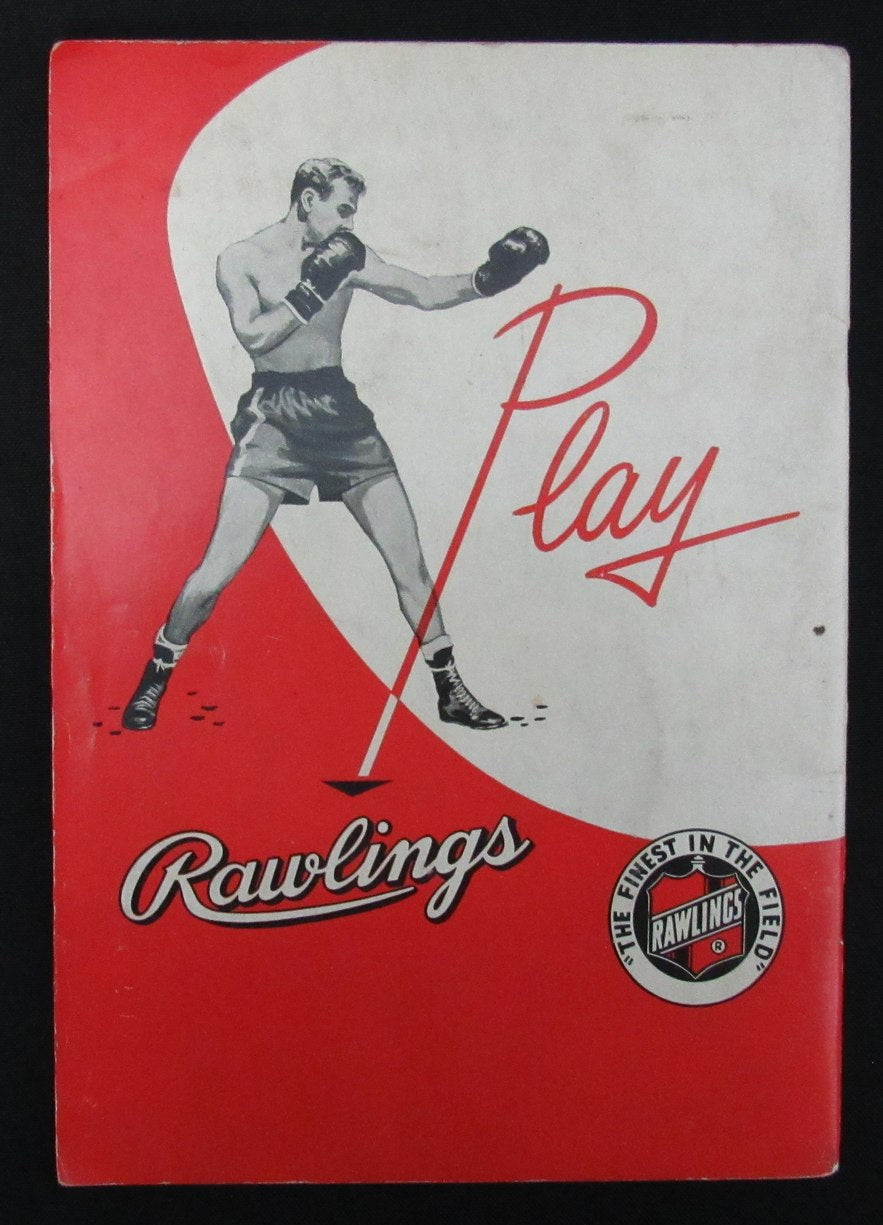 Play
Rawlings
"THE FINEST IN THE FIELD"
RAWLINGS
®